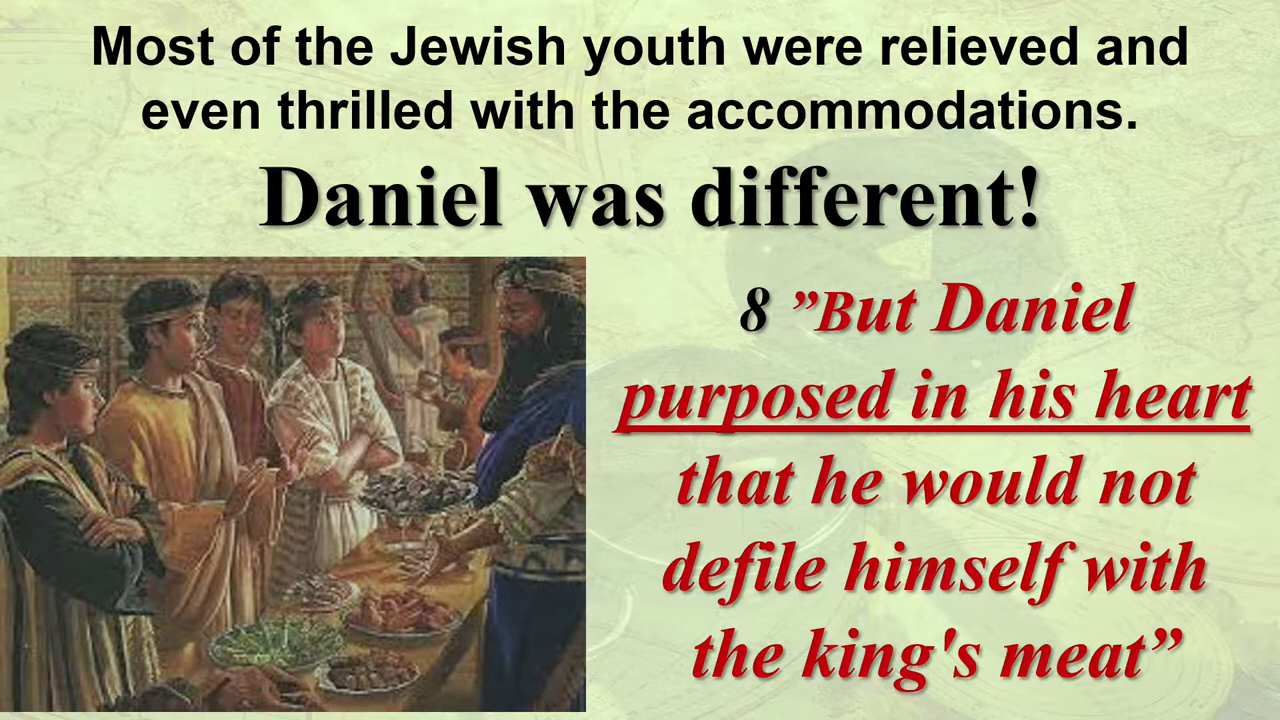 Most of the Jewish youth were relieved and
even thrilled with the accommodations.
Daniel was different!
8 ”But Daniel
purposed in his heart
that he would not
defile himself with
the king's meat”